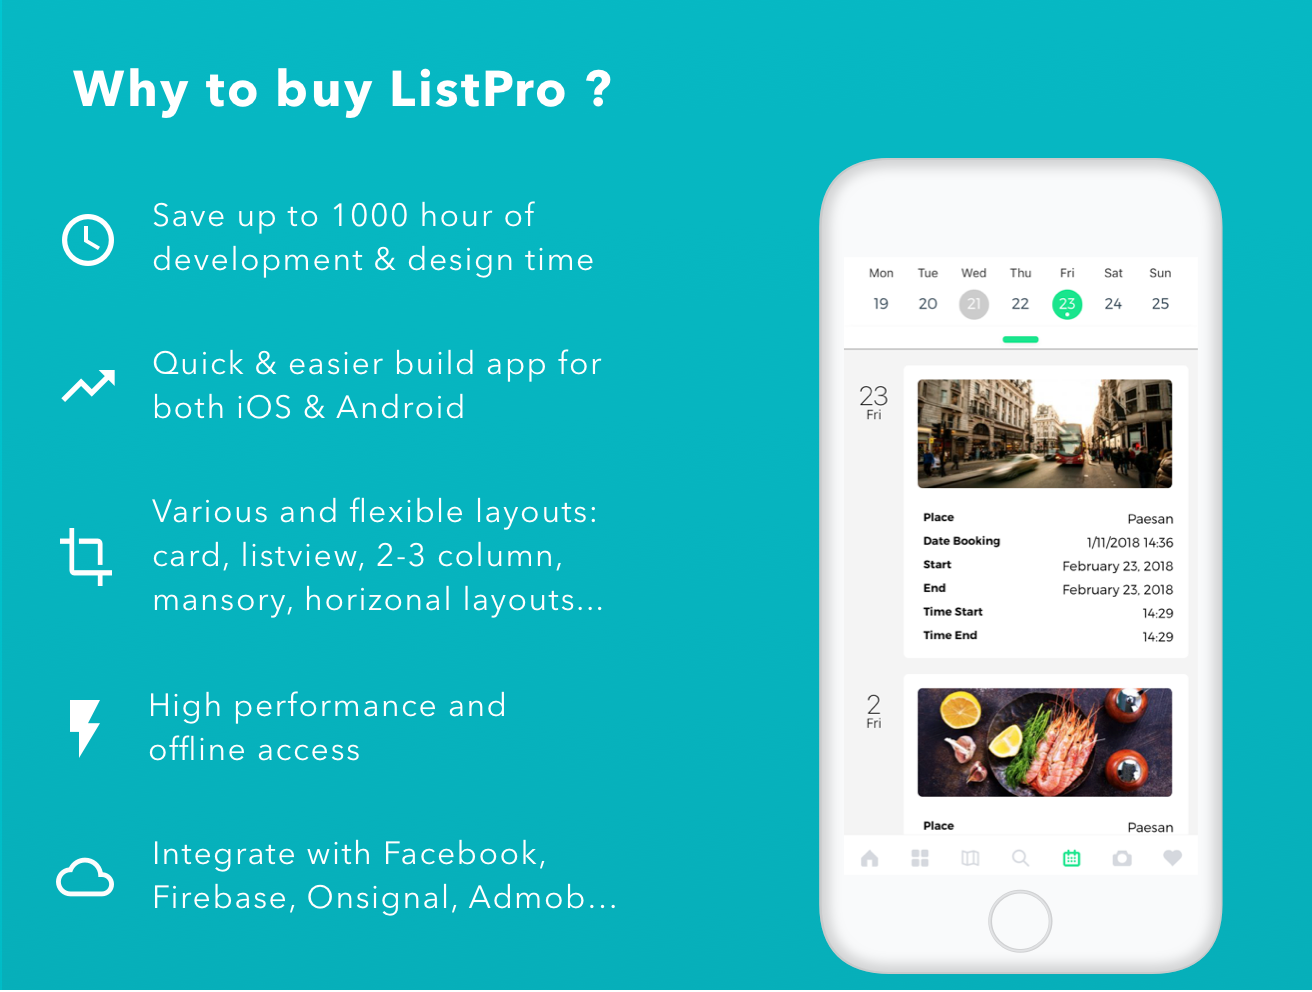 Why to buy ListPro ?
Save up to 1000 hour of
development & design time
Quick & easier build app for
both iOS & Android
Various and flexible layouts:
card, listview, 2-3 column,
mansory, horizonal layouts...
High performance and
offline access
Integrate with Facebook,
Firebase, Onsignal, Admob...
Mon Tue Wed Thu Fri Sat Sun
19 20 21 22 23 24 25
23
Fri
Place Paesan
Date Booking 1/11/2018 14:36
Start February 23, 2018
End February 23, 2018
Time Start 14:29
Time End 14:29
2
Fri
Place Paesan